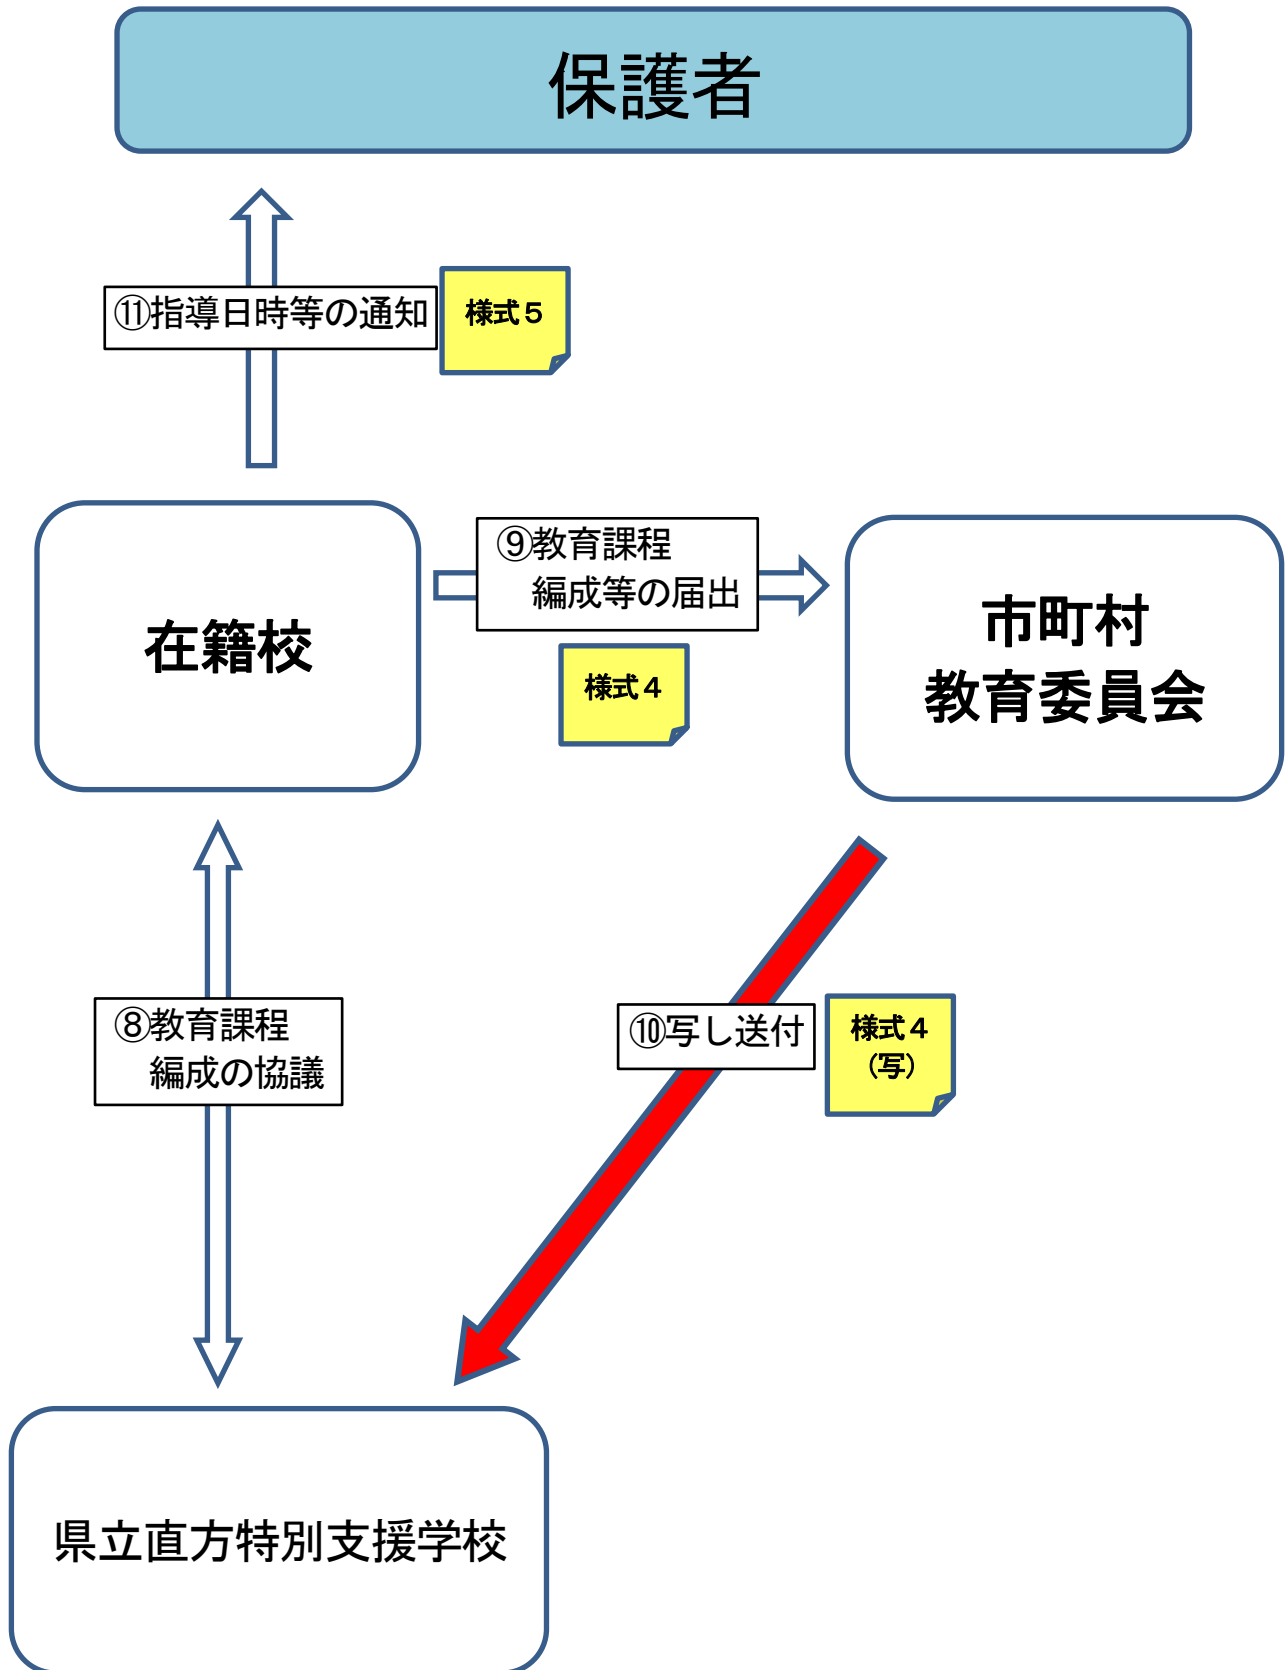 保護者
⑪指導日時等の通知
様式５
在籍校
⑨教育課程
編成等の届出
様式４
市町村
教育委員会
⑧教育課程
編成の協議
⑩写し送付
様式４
（写）
県立直方特別支援学校